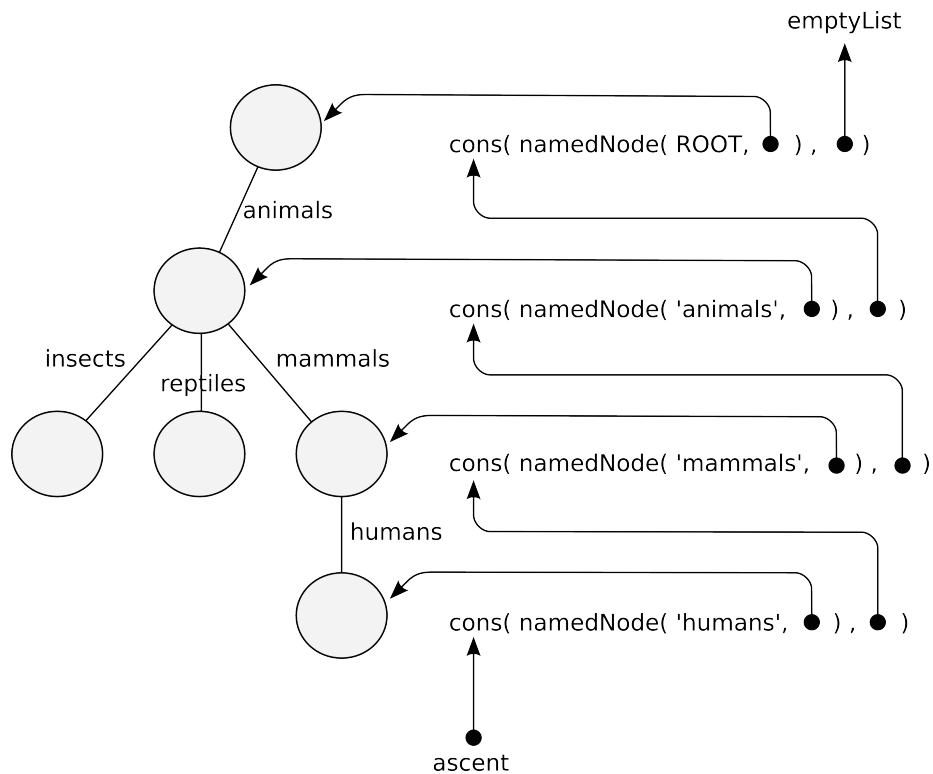 emptyList
cons( namedNode( ROOT, ) , )
animals
cons( namedNode( 'animals', ) , )
insects
reptiles
mammals
cons( namedNode( 'mammals', ) , )
humans
cons( namedNode( 'humans', ) , )
ascent